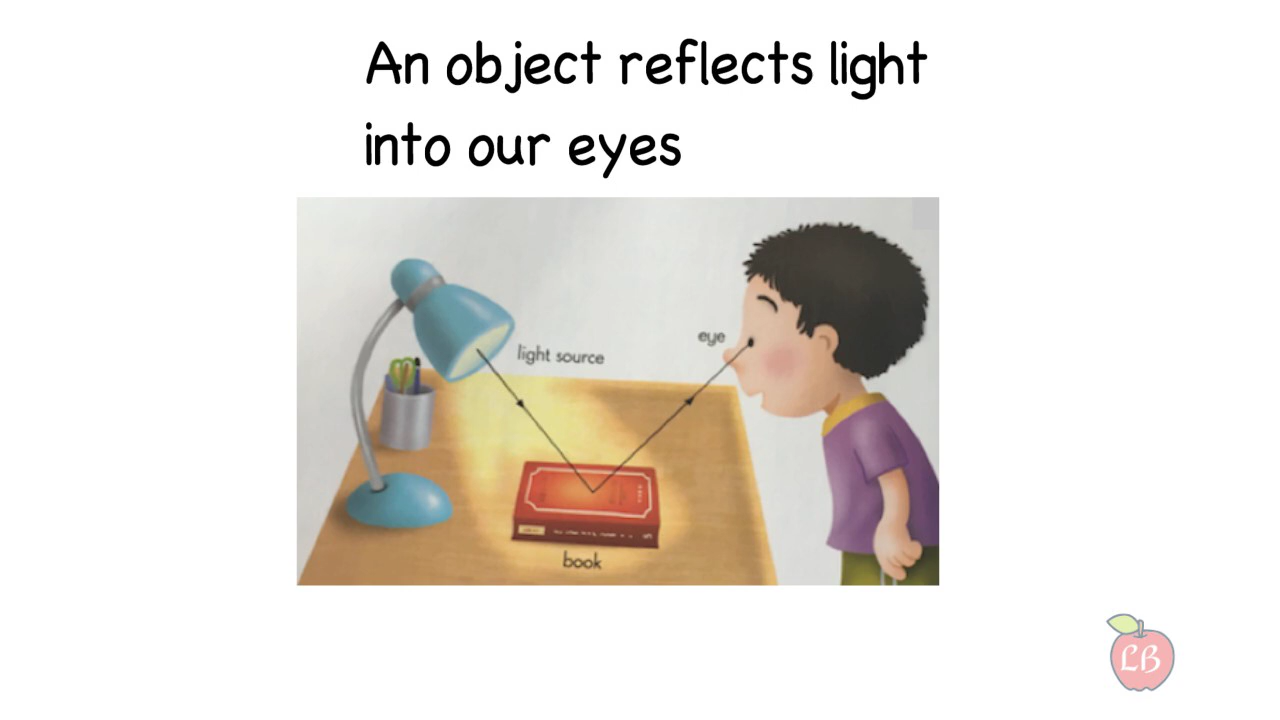 An object reflects light
into our eyes
eye
light source
book
LB